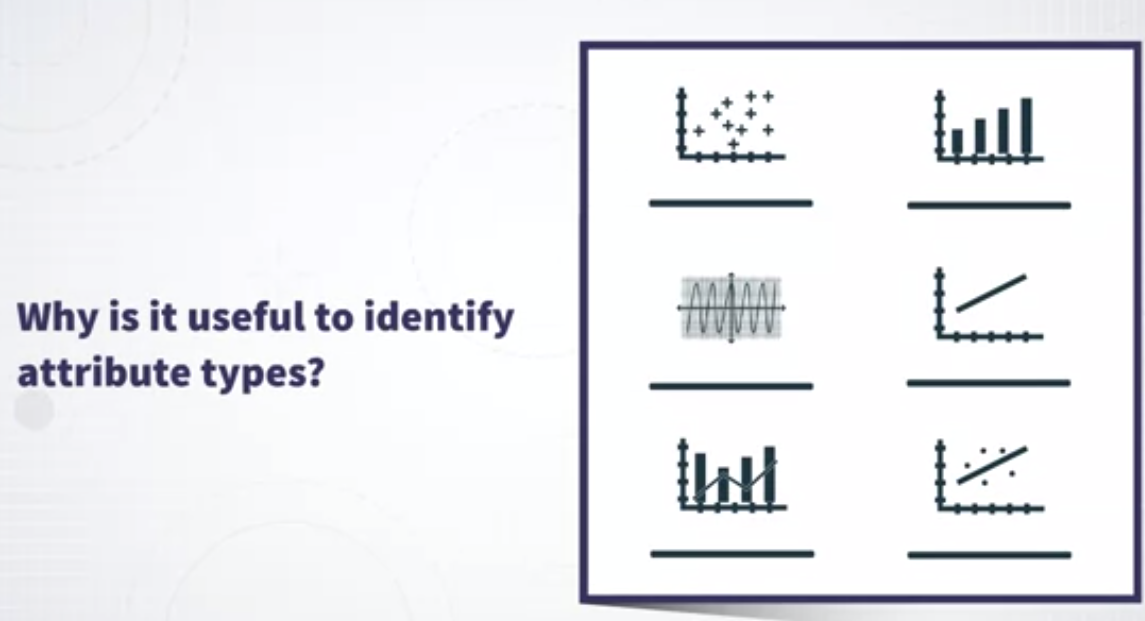 Why is it useful to identify
attribute types?